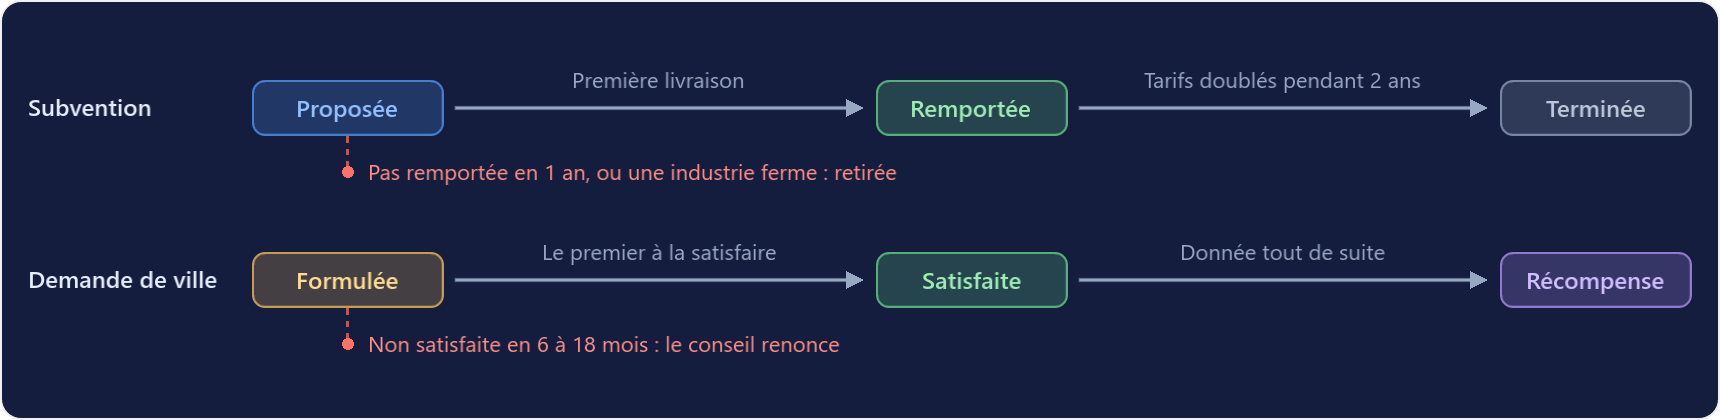 Première livraison
Tarifs doublés pendant 2 ans
Subvention
Proposée
Remportée
Terminée
Pas remportée en 1 an, ou une industrie ferme : retirée
Le premier à la satisfaire
Donnée tout de suite
Demande de ville
Formulée
Satisfaite
Récompense
Non satisfaite en 6 à 18 mois : le conseil renonce